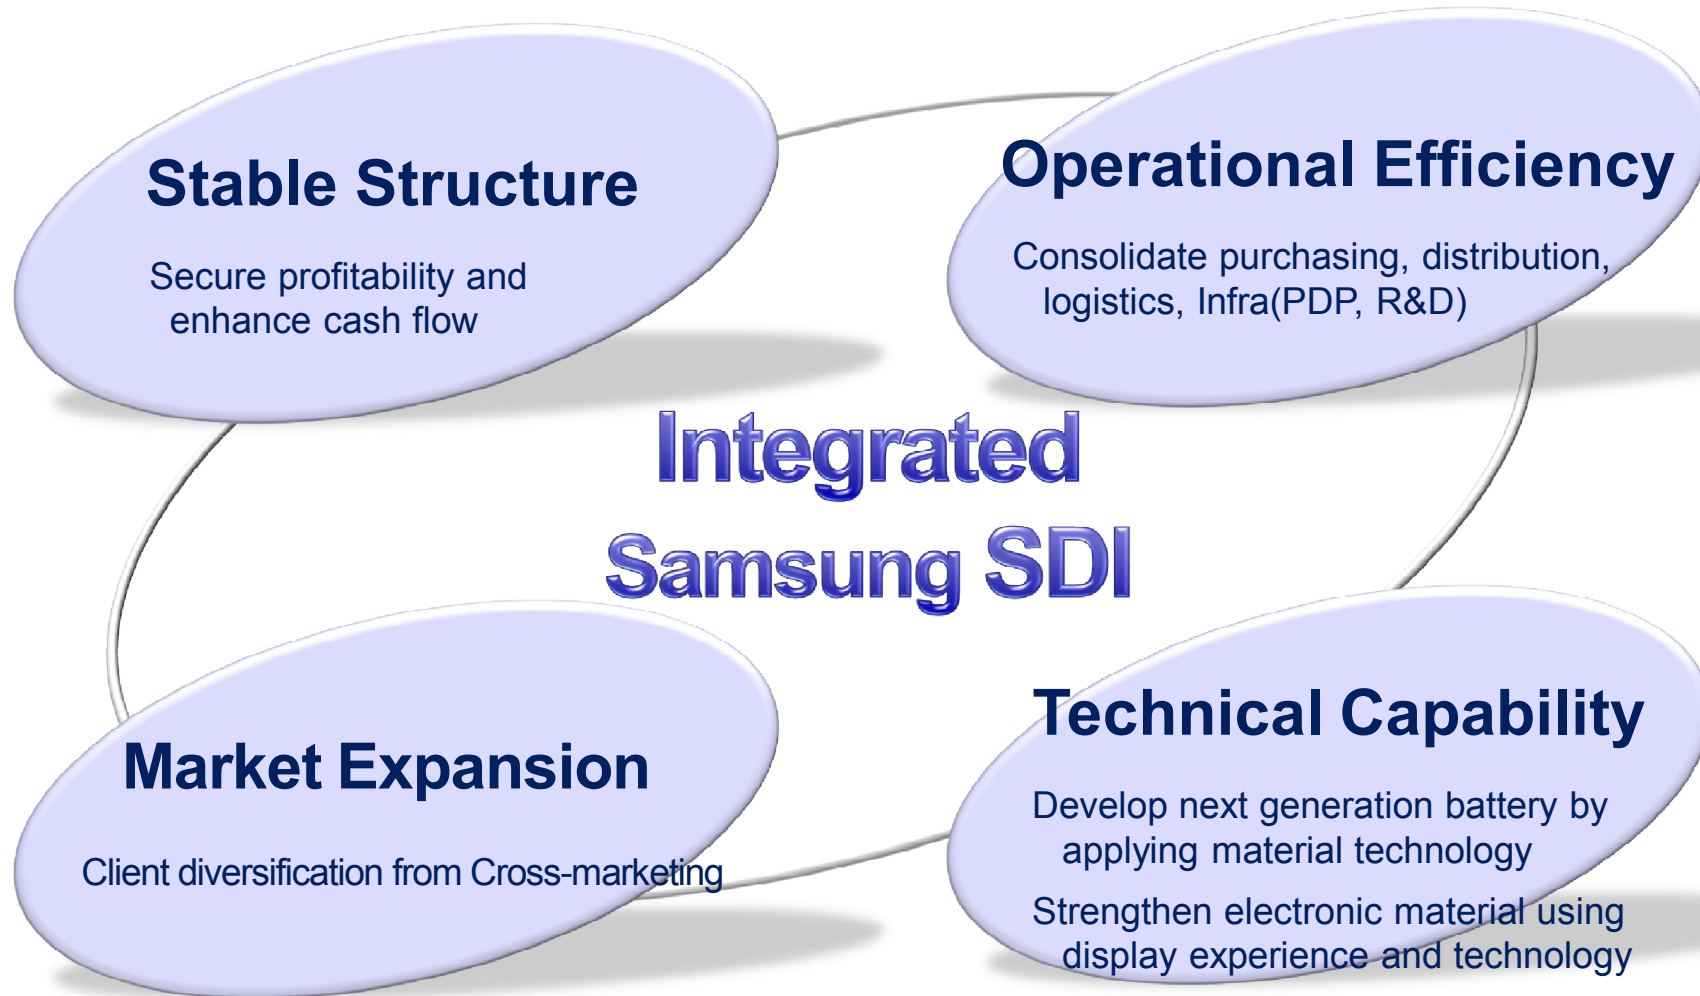 Stable Structure
Secure profitability and
enhance cash flow
Operational Efficiency
Consolidate purchasing, distribution,
logistics, Infra(PDP, R&D)
Integrated
Samsung SDI
Market Expansion
Client diversification from Cross-marketing
Technical Capability
Develop next generation battery by
applying material technology
Strengthen electronic material using
display experience and technology